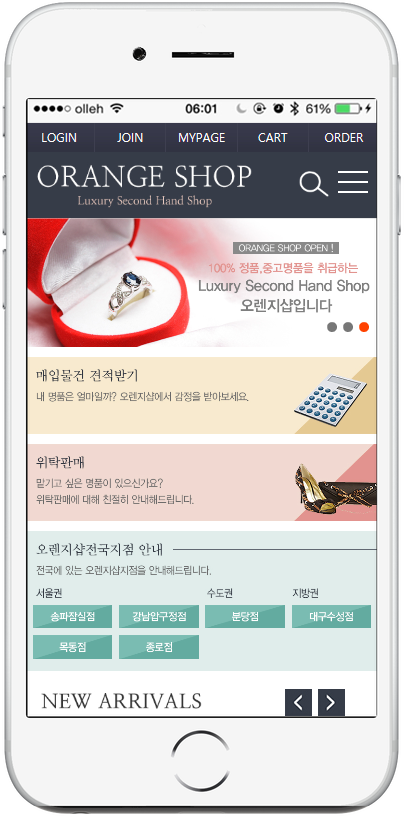 olleh 06:01 61%
LOGIN JOIN MYPAGE CART ORDER
ORANGE SHOP
Luxury Second Hand Shop
ORANGE SHOP OPEN !
100% 정품,중고명품을 취급하는
Luxury Second Hand Shop
오렌지샵입니다
매입물건 견적받기
내 명품은 얼마일까? 오렌지샵에서 감정을 받아보세요.
위탁판매
맡기고 싶은 명품이 있으신가요?
위탁판매에 대해 친절히 안내해드립니다.
오렌지샵전국지점 안내
전국에 있는 오렌지샵지점을 안내해드립니다.
서울권 수도권 지방권
송파잠실점 강남압구정점 분당점 대구수성점
목동점 종로점
NEW ARRIVALS